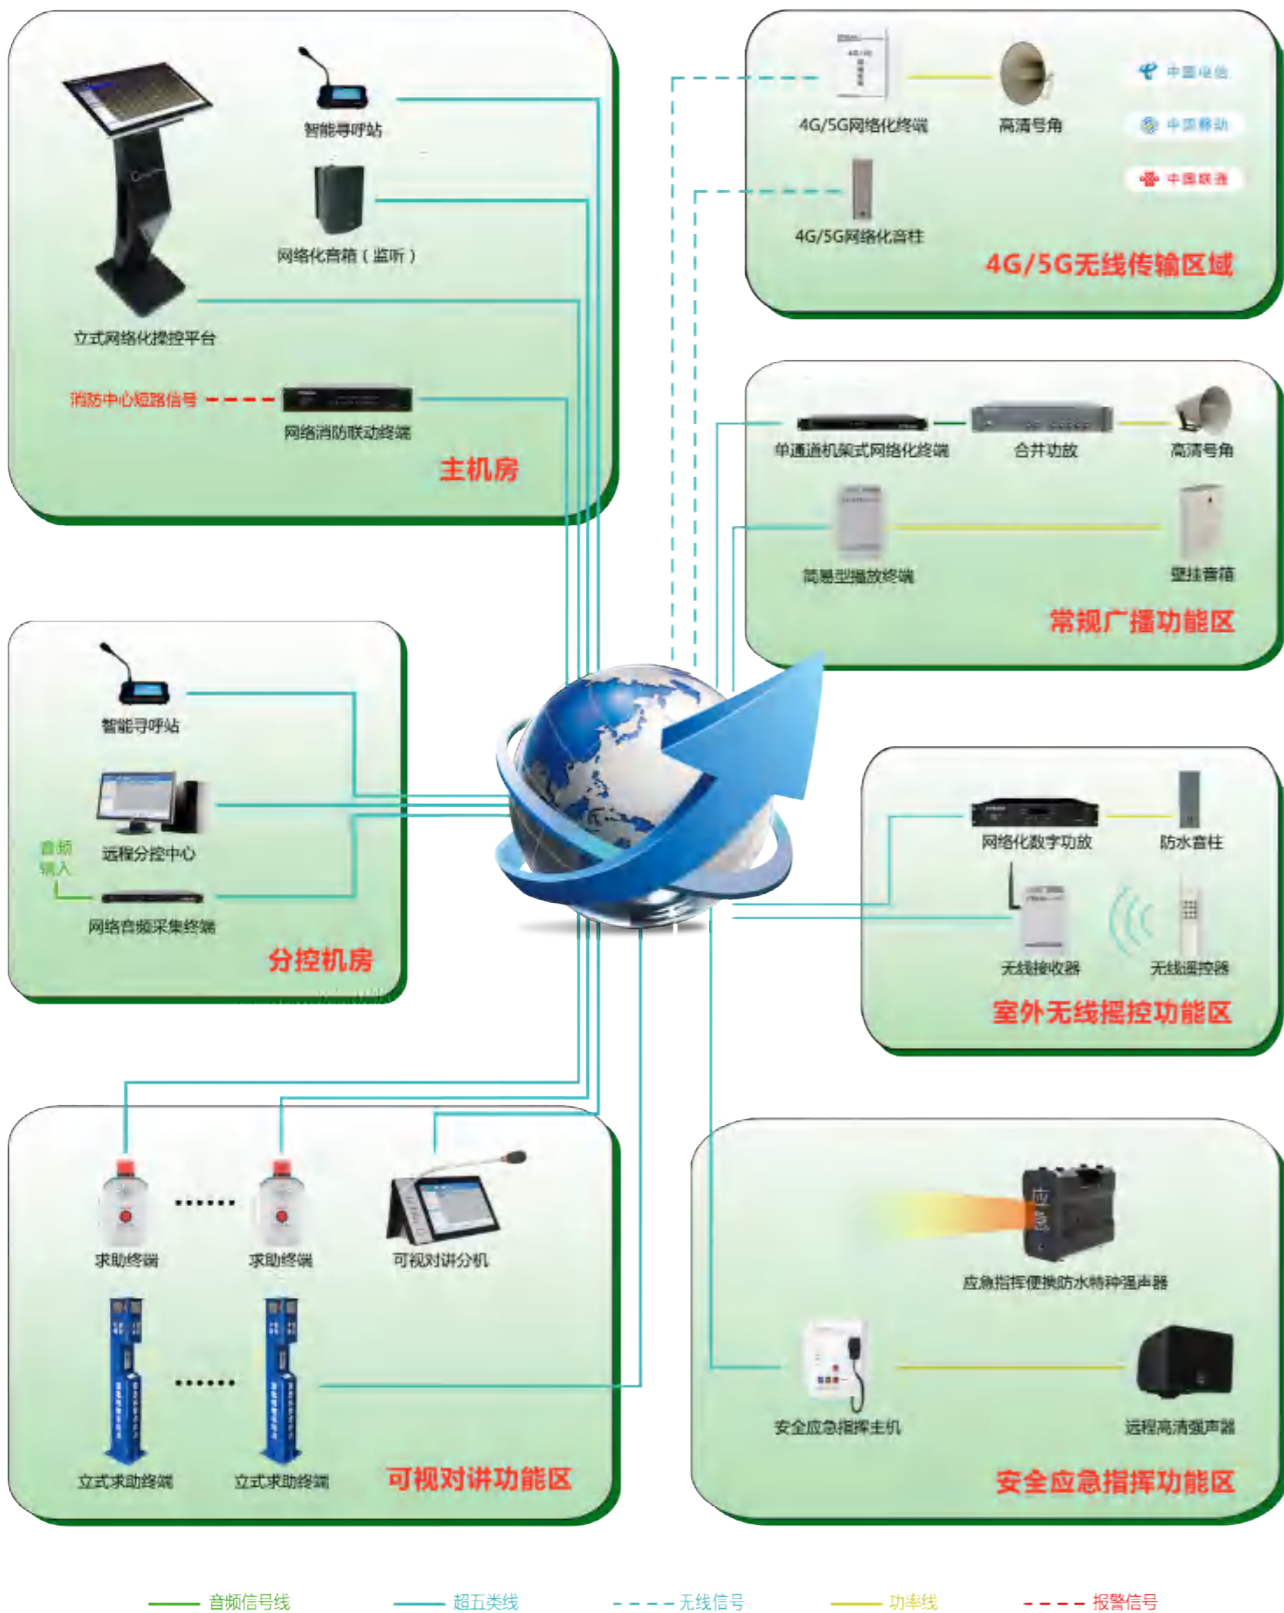 智能寻呼站
网络化音箱（监听）
立式网络化操控平台
消防中心短路信号
网络消防联动终端
主机房
4G/5G网络化终端
高清号角
中国电信
中国移动
中国联通
4G/5G网络化音柱
4G/5G无线传输区域
单通道机架式网络化终端
合并功放
高清号角
简易型播放终端
壁挂音箱
常规广播功能区
智能寻呼站
远程分控中心
音频
输入
网络音频采集终端
分控机房
网络化数字功放
防水音柱
无线接收器
无线遥控器
室外无线摇控功能区
求助终端
求助终端
可视对讲分机
立式求助终端
立式求助终端
可视对讲功能区
应急指挥便携防水特种强声器
安全应急指挥主机
远程高清强声器
安全应急指挥功能区
音频信号线
超五类线
无线信号
功率线
报警信号